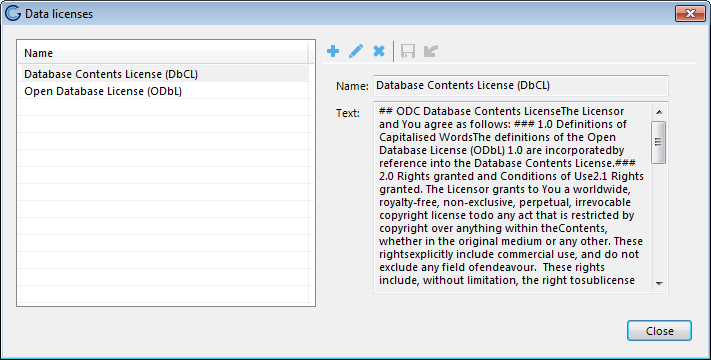 Data licenses
Name
Database Contents License (DbCL)
Open Database License (ODbL)
Name: Database Contents License (DbCL)
Text:
## ODC Database Contents LicenseThe Licensor
and You agree as follows: ### 1.0 Definitions of
Capitalised WordsThe definitions of the Open
Database License (ODbL) 1.0 are incorporatedby
reference into the Database Contents License.###
2.0 Rights granted and Conditions of Use2.1 Rights
granted. The Licensor grants to You a worldwide,
royalty-free, non-exclusive, perpetual, irrevocable
copyright license todo any act that is restricted by
copyright over anything within theContents,
whether in the original medium or any other. These
rightsexplicitly include commercial use, and do not
exclude any field ofendeavour.  These rights
include, without limitation, the right tosublicense
Close